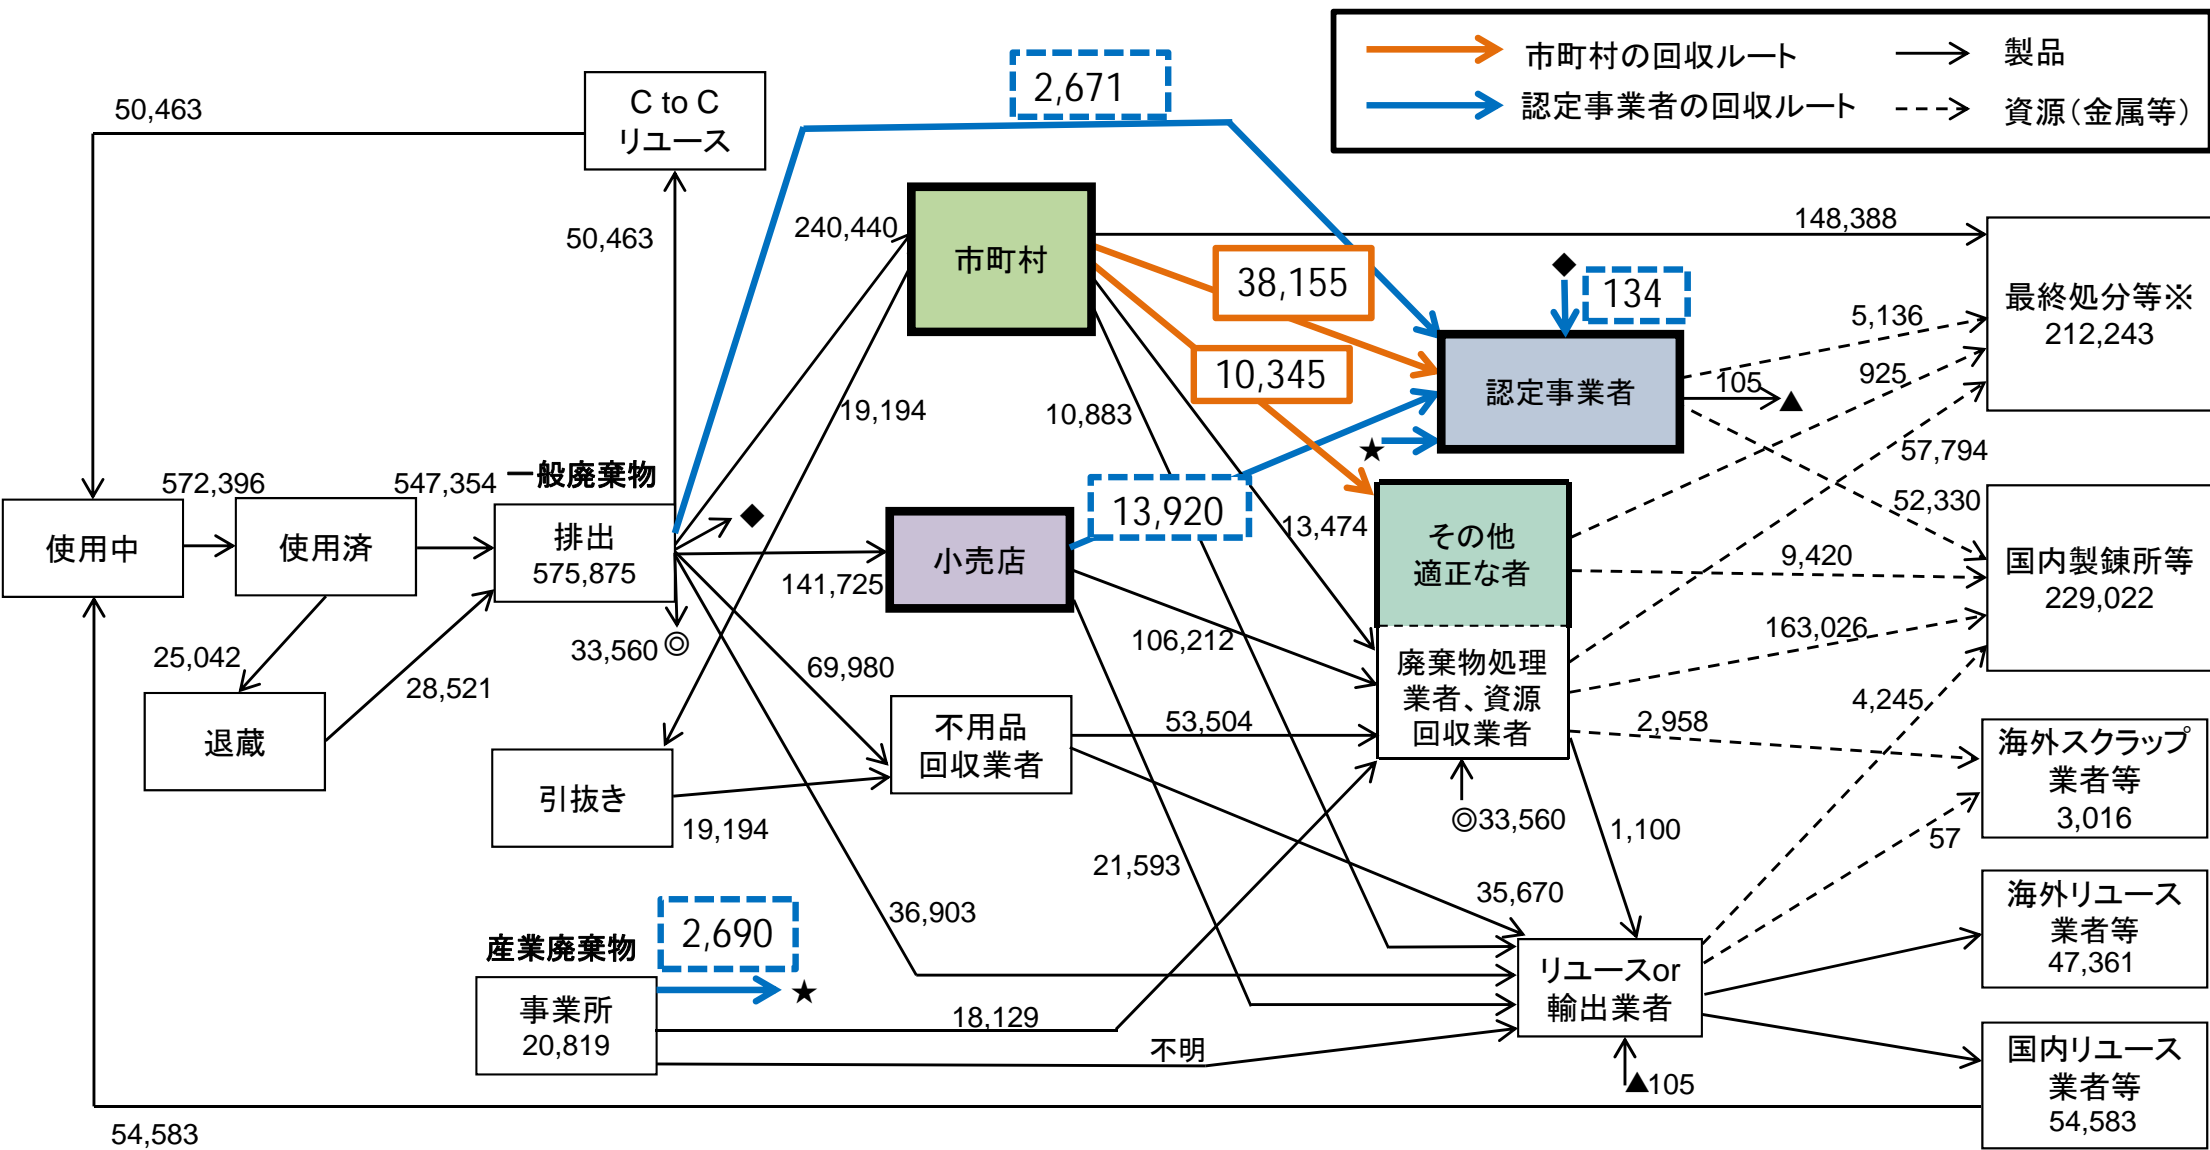 市町村の回収ルート
製品
認定事業者の回収ルート
資源(金属等)
2,671
50,463
C to C
リユース
50,463
240,440
市町村
148,388
38,155
◆
134
最終処分等※
212,243
5,136
10,345
認定事業者
105
▲
925
19,194
10,883
★
57,794
572,396
547,354
一般廃棄物
52,330
使用中
使用済
排出
575,875
◆
小売店
13,920
13,474
その他
適正な者
9,420
国内製錬所等
229,022
141,725
33,560
◎
106,212
163,026
25,042
28,521
69,980
廃棄物処理
業者、資源
回収業者
4,245
退蔵
不用品
回収業者
53,504
2,958
海外スクラップ
業者等
3,016
引抜き
19,194
◎33,560
1,100
57
21,593
35,670
36,903
海外リユース
業者等
47,361
産業廃棄物
2,690
★
事業所
20,819
18,129
リユースor
輸出業者
不明
国内リユース
業者等
54,583
▲105
54,583